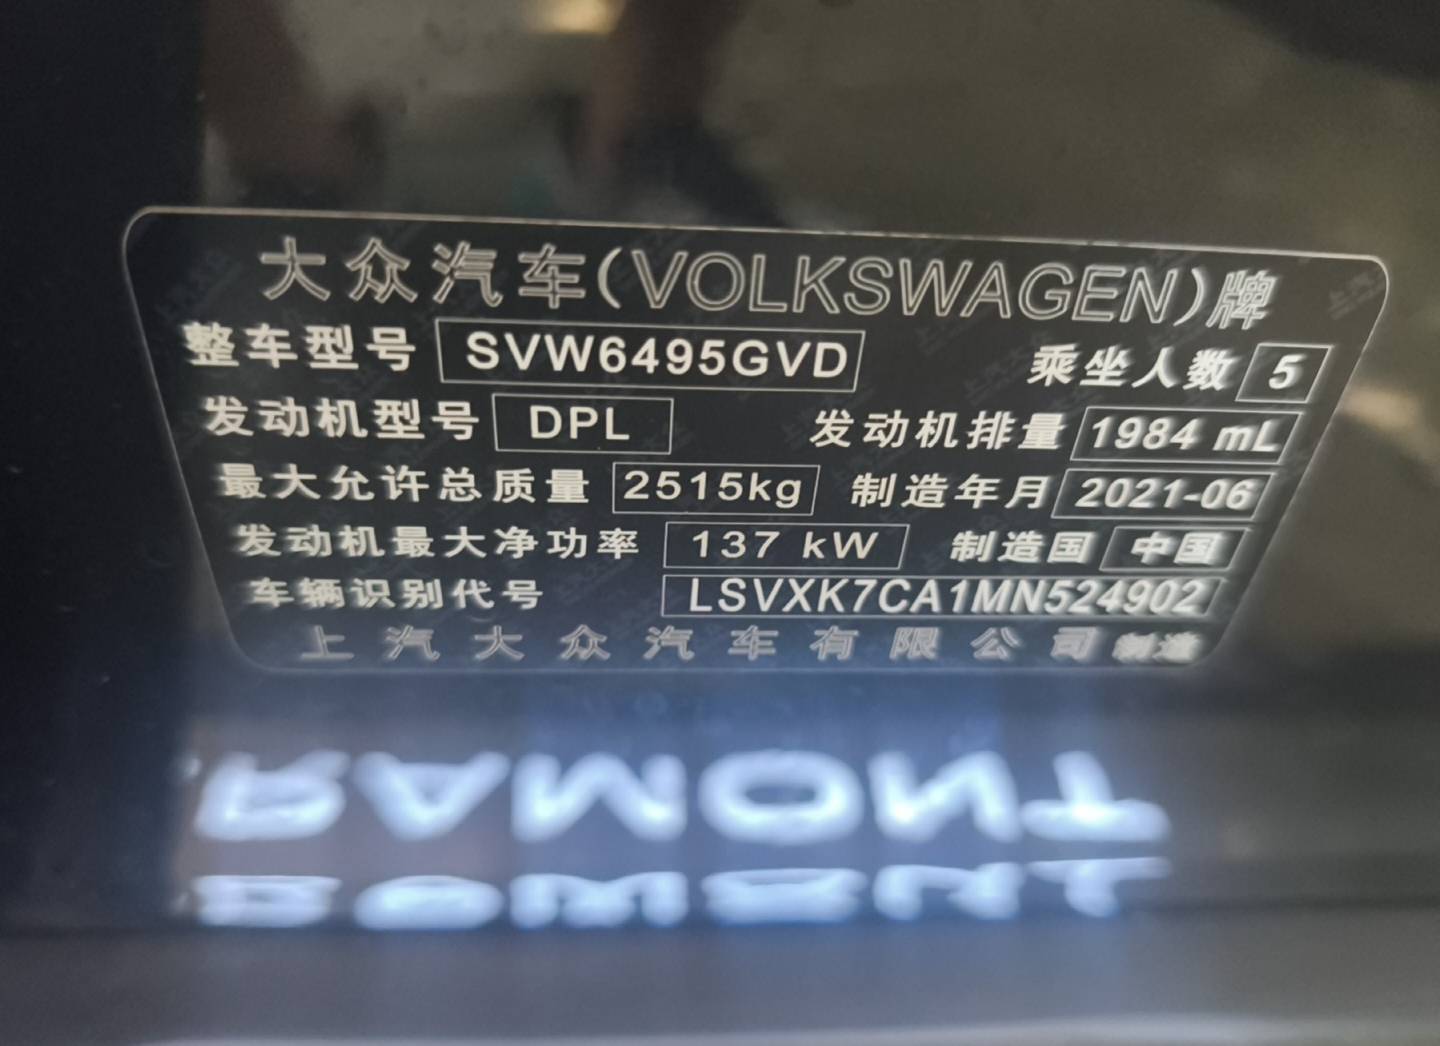 大众汽车(VOLKSWAGEN)牌
整车型号 SVW6495GVD 乘坐人数 5
发动机型号 DPL 发动机排量 1984 mL
最大允许总质量 2515kg 制造年月 2021-06
发动机最大净功率 137 kW 制造国 中国
车辆识别代号 LSVXK7CA1MN524902
上汽大众汽车有限公司 制造